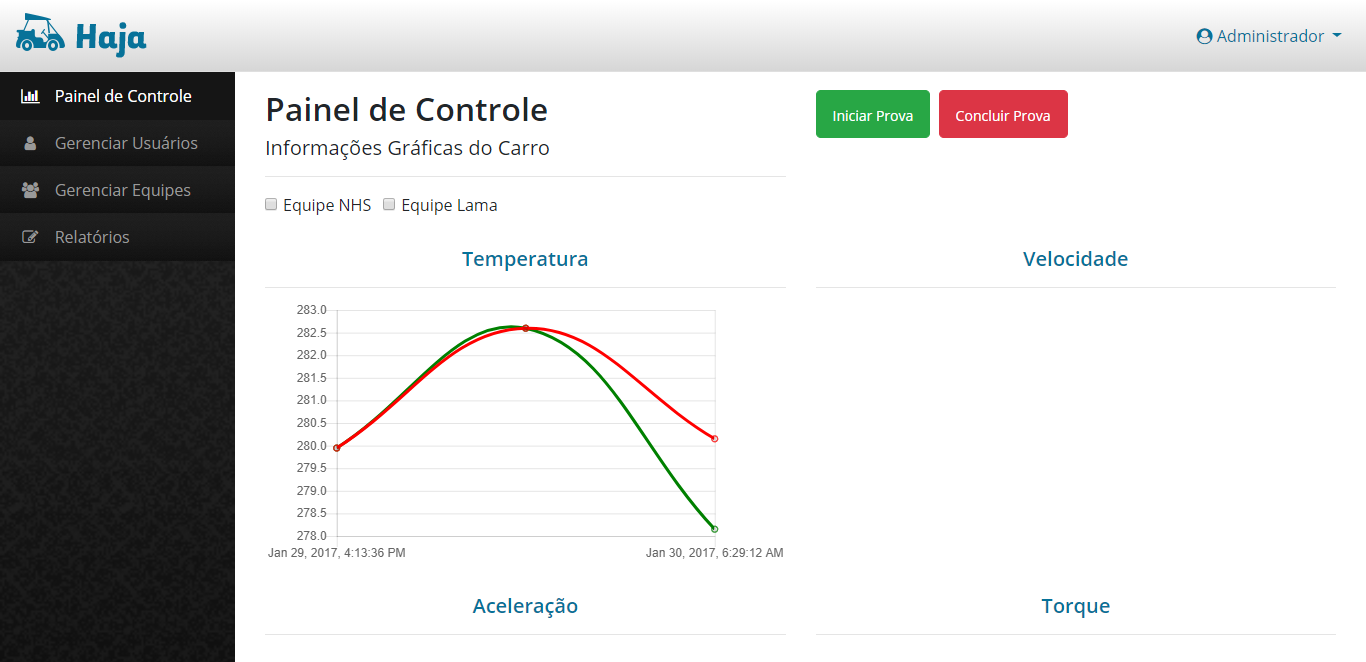 Haja
Administrador
Painel de Controle
Gerenciar Usuários
Gerenciar Equipes
Relatórios
Painel de Controle
Informações Gráficas do Carro
Iniciar Prova
Concluir Prova
Equipe NHS
Equipe Lama
Temperatura
283.0
282.5
282.0
281.5
281.0
280.5
280.0
279.5
279.0
278.5
278.0
Jan 29, 2017, 4:13:36 PM
Jan 30, 2017, 6:29:12 AM
Velocidade
Aceleração
Torque